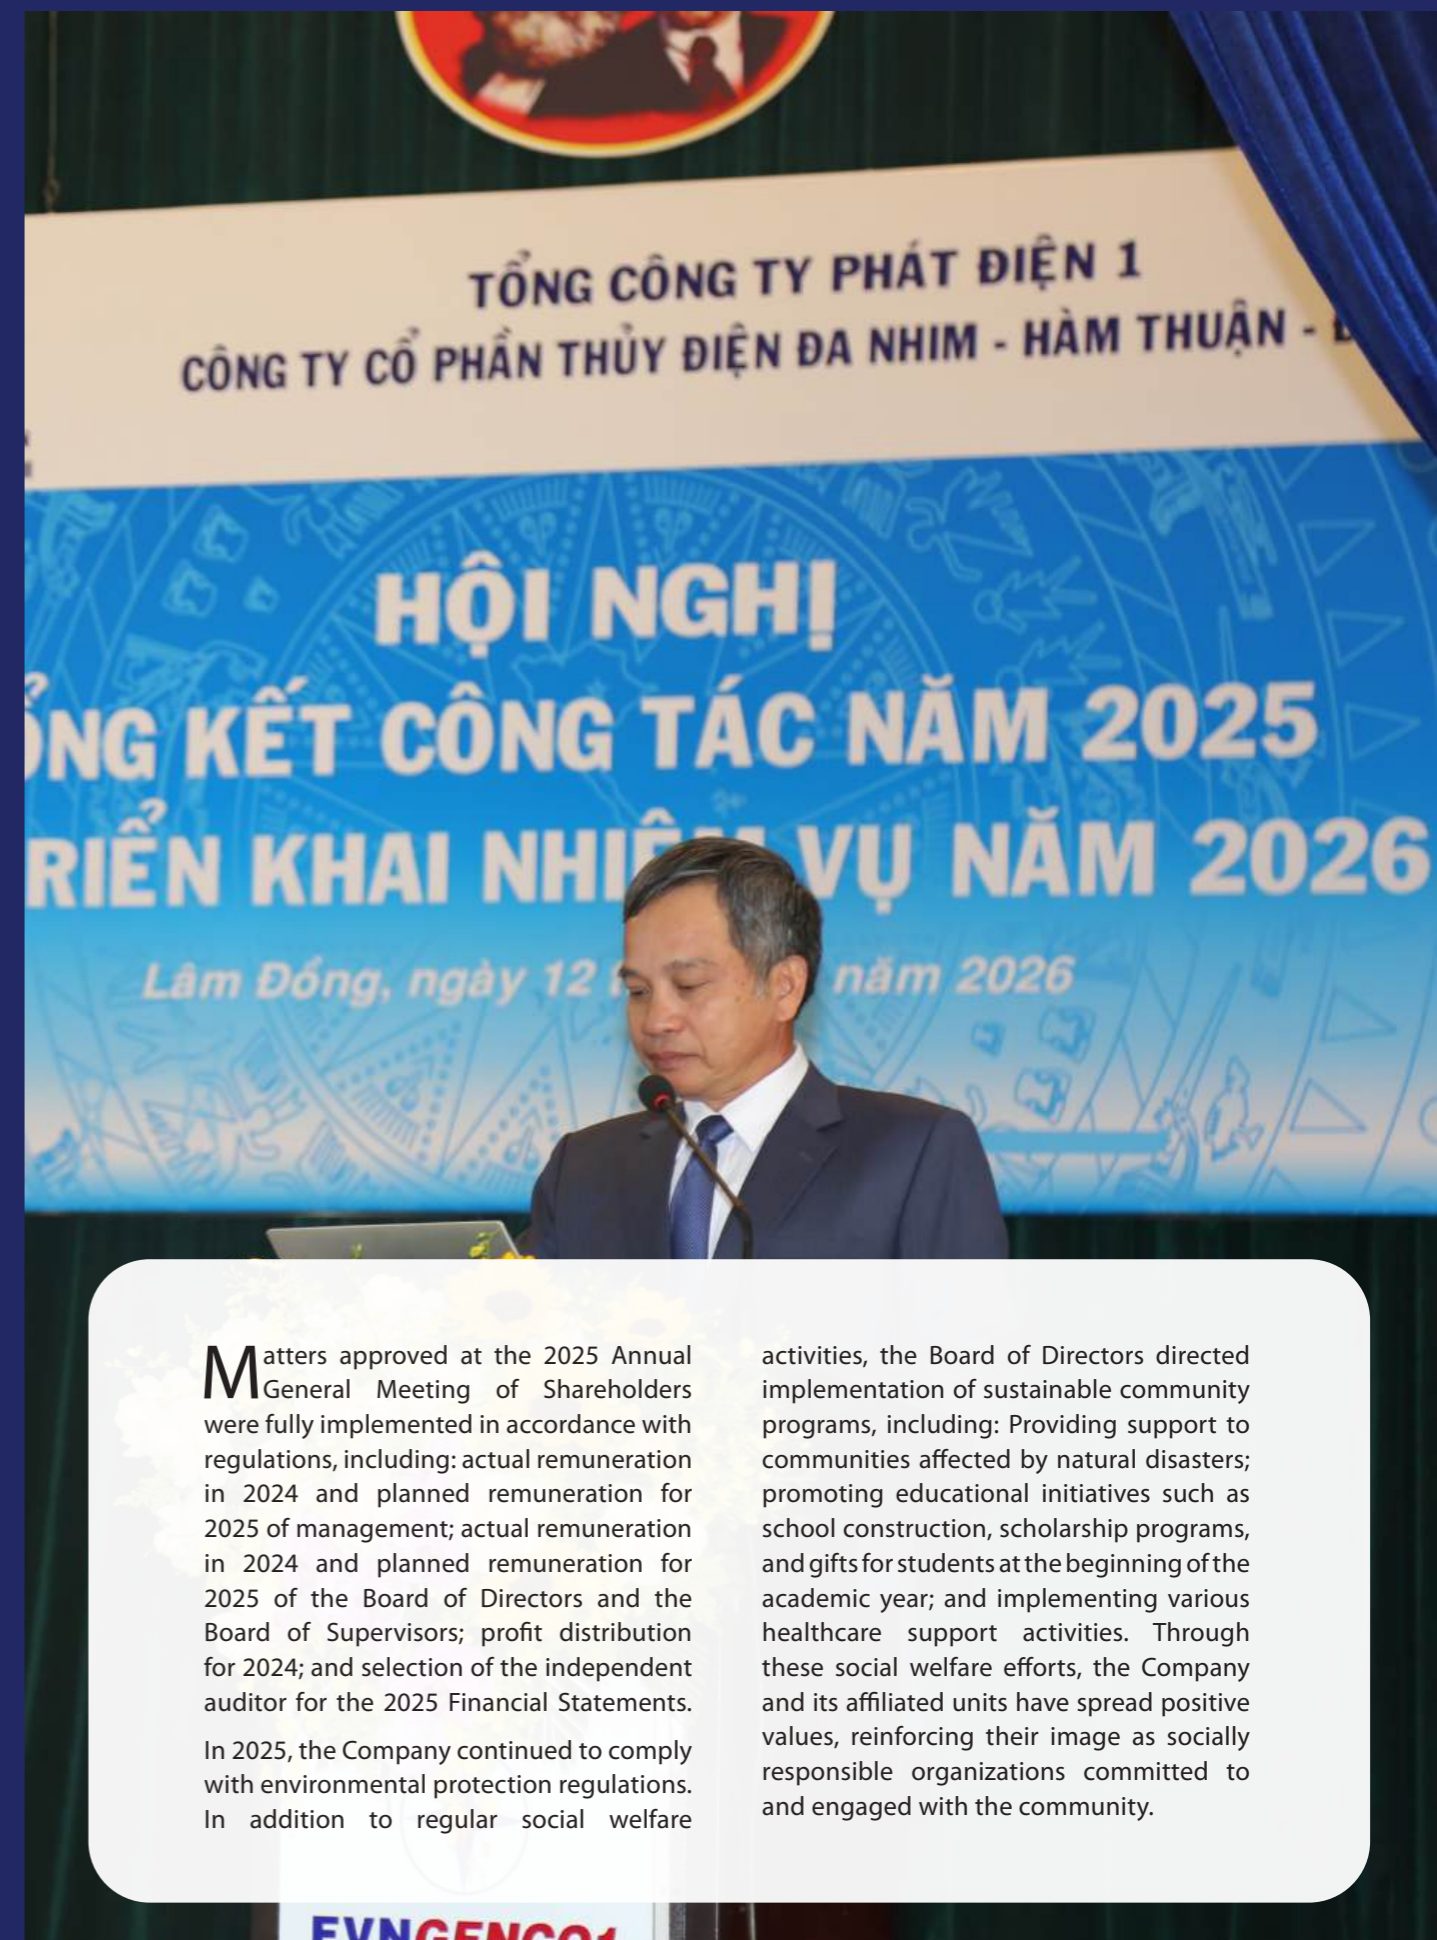 TỔNG CÔNG TY PHÁT ĐIỆN 1
CÔNG TY CỔ PHẦN THỦY ĐIỆN ĐA NHIM - HÀM THUẬN -
HỘI NGHỊ
KẾT CÔNG TÁC NĂM 2025
KHAI VỤ NĂM 2026
Lâm Đồng, ngày 12 năm 2026
Matters approved at the 2025 Annual
General Meeting of Shareholders
were fully implemented in accordance with
regulations, including: actual remuneration
in 2024 and planned remuneration for
2025 of management; actual remuneration
in 2024 and planned remuneration for
2025 of the Board of Directors and the
Board of Supervisors; profit distribution
for 2024; and selection of the independent
auditor for the 2025 Financial Statements.
In 2025, the Company continued to comply
with environmental protection regulations.
In addition to regular social welfare
activities, the Board of Directors directed
implementation of sustainable community
programs, including: Providing support to
communities affected by natural disasters;
promoting educational initiatives such as
school construction, scholarship programs,
and gifts for students at the beginning of the
academic year; and implementing various
healthcare support activities. Through
these social welfare efforts, the Company
and its affiliated units have spread positive
values, reinforcing their image as socially
responsible organizations committed to
and engaged with the community.
EVNGENCO1